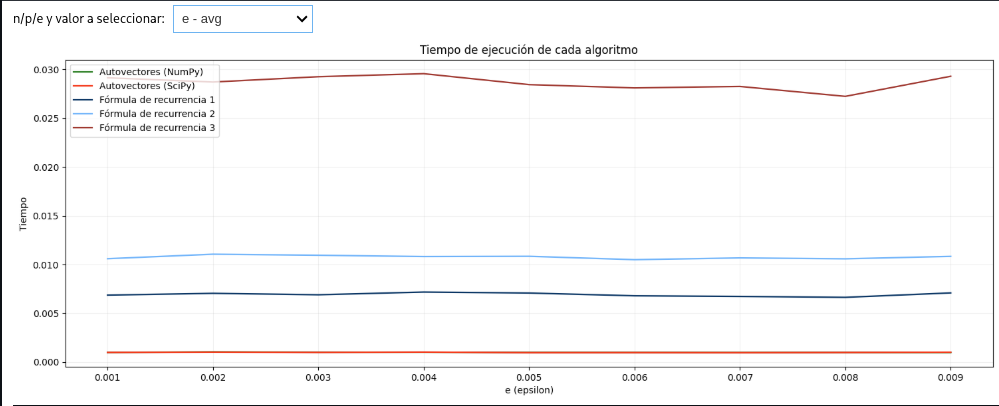 n/p/e y valor a seleccionar: e - avg
Tiempo de ejecución de cada algoritmo
Autovectores (NumPy)
Autovectores (SciPy)
Fórmula de recurrencia 1
Fórmula de recurrencia 2
Fórmula de recurrencia 3
0.030
0.025
0.020
0.015
0.010
0.005
0.000
Tiempo
0.001 0.002 0.003 0.004 0.005 0.006 0.007 0.008 0.009
e (epsilon)